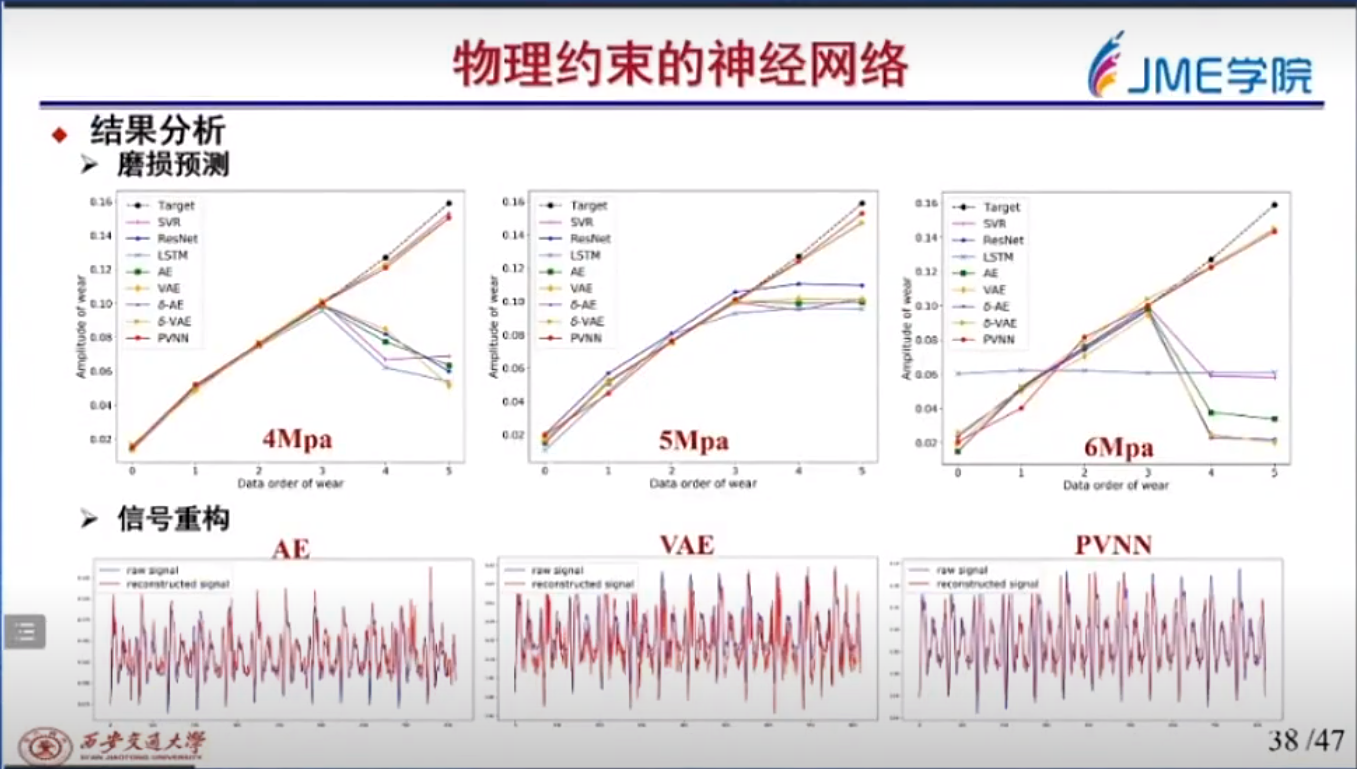 物理约束的神经网络
JME学院
结果分析
磨损预测
0.16
0.14
0.12
0.10
0.08
0.06
0.04
0.02
Amplitude of wear
Target
SVR
ResNet
LSTM
AE
VAE
δ-AE
δ-VAE
PVNN
4Mpa
0 1 2 3 4 5
Data order of wear
0.16
0.14
0.12
0.10
0.08
0.06
0.04
0.02
Amplitude of wear
Target
SVR
ResNet
LSTM
AE
VAE
δ-AE
δ-VAE
PVNN
5Mpa
0 1 2 3 4 5
Data order of wear
0.16
0.14
0.12
0.10
0.08
0.06
0.04
0.02
Amplitude of wear
Target
SVR
ResNet
LSTM
AE
VAE
δ-AE
δ-VAE
PVNN
6Mpa
0 1 2 3 4 5
Data order of wear
信号重构
AE
raw signal
reconstructed signal
VAE
raw signal
reconstructed signal
PVNN
raw signal
reconstructed signal
西安交通大学
XI'AN JIAOTONG UNIVERSITY
38 /47